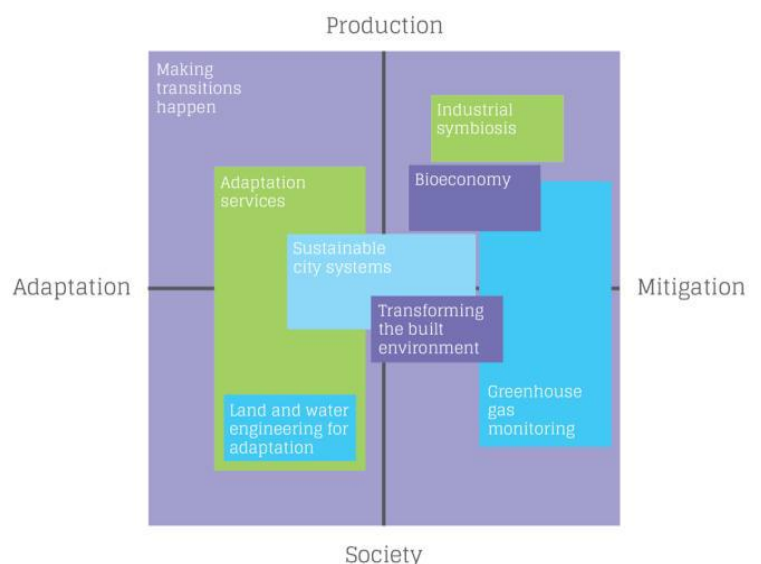 Production
Making
transitions
happen
Industrial
symbiosis
Bioeconomy
Adaptation
services
Sustainable
city systems
Adaptation
Mitigation
Transforming
the built
environment
Greenhouse
gas
monitoring
Land and water
engineering for
adaptation
Society